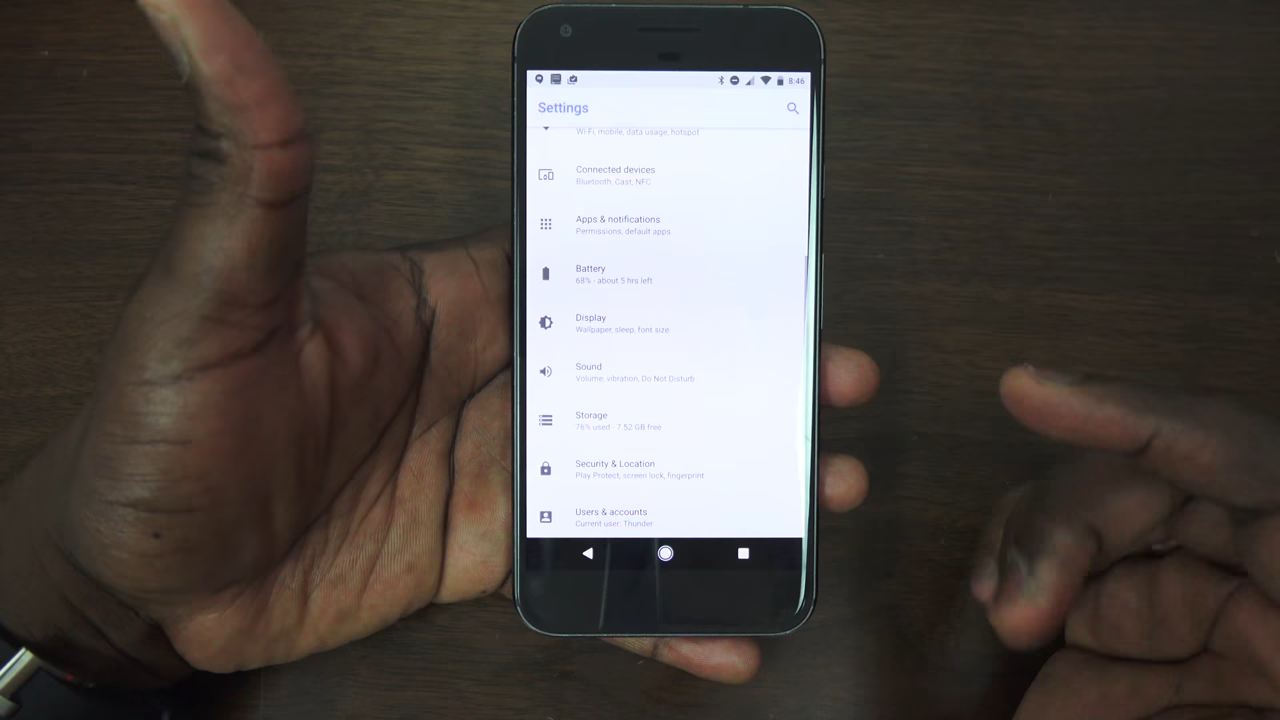 8:46
Settings
Wi-Fi, mobile, data usage, hotspot
Connected devices
Bluetooth, Cast, NFC
Apps & notifications
Permissions, default apps
Battery
68% - about 5 hrs left
Display
Wallpaper, sleep, font size
Sound
Volume, vibration, Do Not Disturb
Storage
76% used - 7.52 GB free
Security & Location
Play Protect, screen lock, fingerprint
Users & accounts
Current user: Thunder